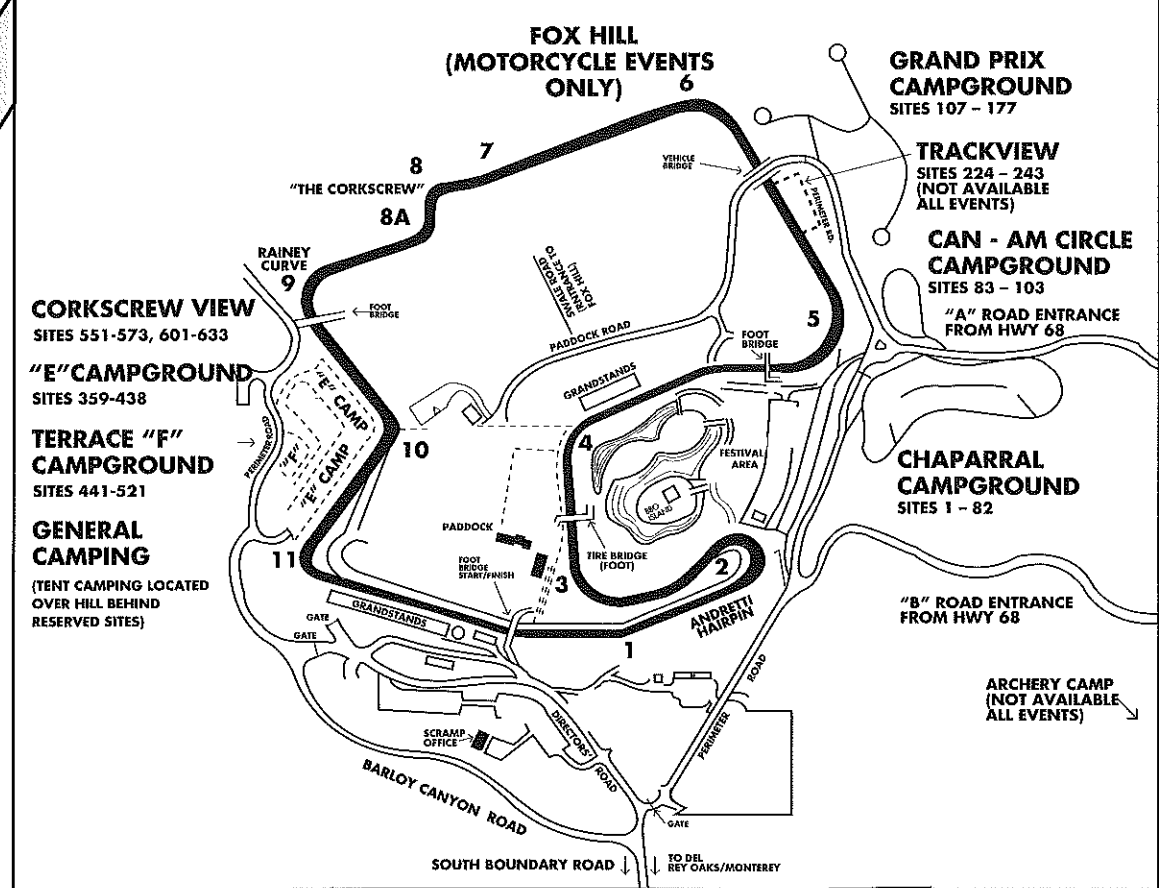 FOX HILL
(MOTORCYCLE EVENTS
ONLY)
6
GRAND PRIX
CAMPGROUND
SITES 107 – 177
TRACKVIEW
SITES 224 – 243
(NOT AVAILABLE
ALL EVENTS)
VEHICLE
BRIDGE
PERIMETER RD.
8
7
"THE CORKSCREW"
8A
CAN - AM CIRCLE
CAMPGROUND
SITES 83 – 103
"A" ROAD ENTRANCE
FROM HWY 68
RAINEY
CURVE
9
FOOT
BRIDGE
SWALE ROAD
(ENTRANCE TO
FOX HILL)
PADDOCK ROAD
5
FOOT
BRIDGE
GRANDSTANDS
CORKSCREW VIEW
SITES 551-573, 601-633
"E"CAMPGROUND
SITES 359-438
TERRACE "F"
CAMPGROUND
SITES 441-521
GENERAL
CAMPING
(TENT CAMPING LOCATED
OVER HILL BEHIND
RESERVED SITES)
PERIMETER ROAD
"E" CAMP
"F"
"E" CAMP
10
4
FESTIVAL
AREA
BBQ
ISLAND
CHAPARRAL
CAMPGROUND
SITES 1 – 82
PADDOCK
FOOT
BRIDGE
START/FINISH
TIRE BRIDGE
(FOOT)
3
2
11
ANDRETTI
HAIRPIN
1
GRANDSTANDS
GATE
GATE
"B" ROAD ENTRANCE
FROM HWY 68
ARCHERY CAMP
(NOT AVAILABLE
ALL EVENTS)
PERIMETER ROAD
DIRECTORS' ROAD
SCRAMP
OFFICE
BARLOY CANYON ROAD
GATE
SOUTH BOUNDARY ROAD
TO DEL
REY OAKS/MONTEREY